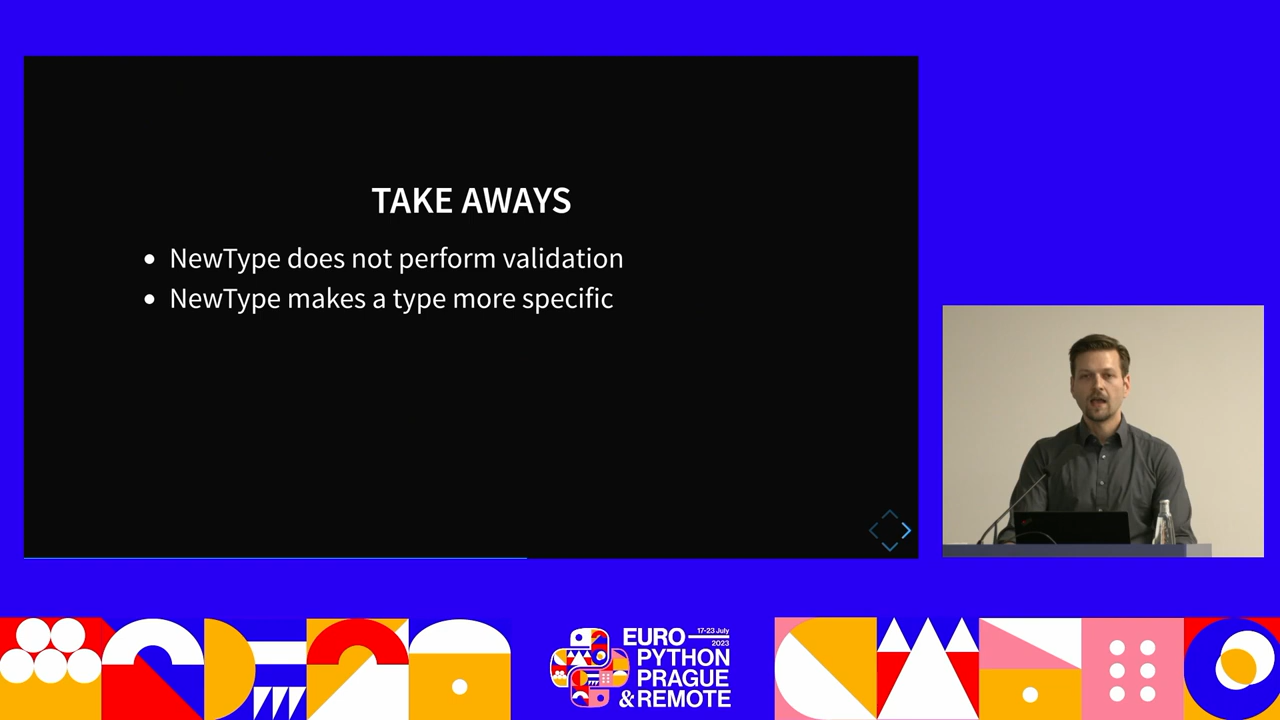 TAKE AWAYS
NewType does not perform validation
NewType makes a type more specific
EURO
17-23 July
2023
PYTHON
PRAGUE
&REMOTE